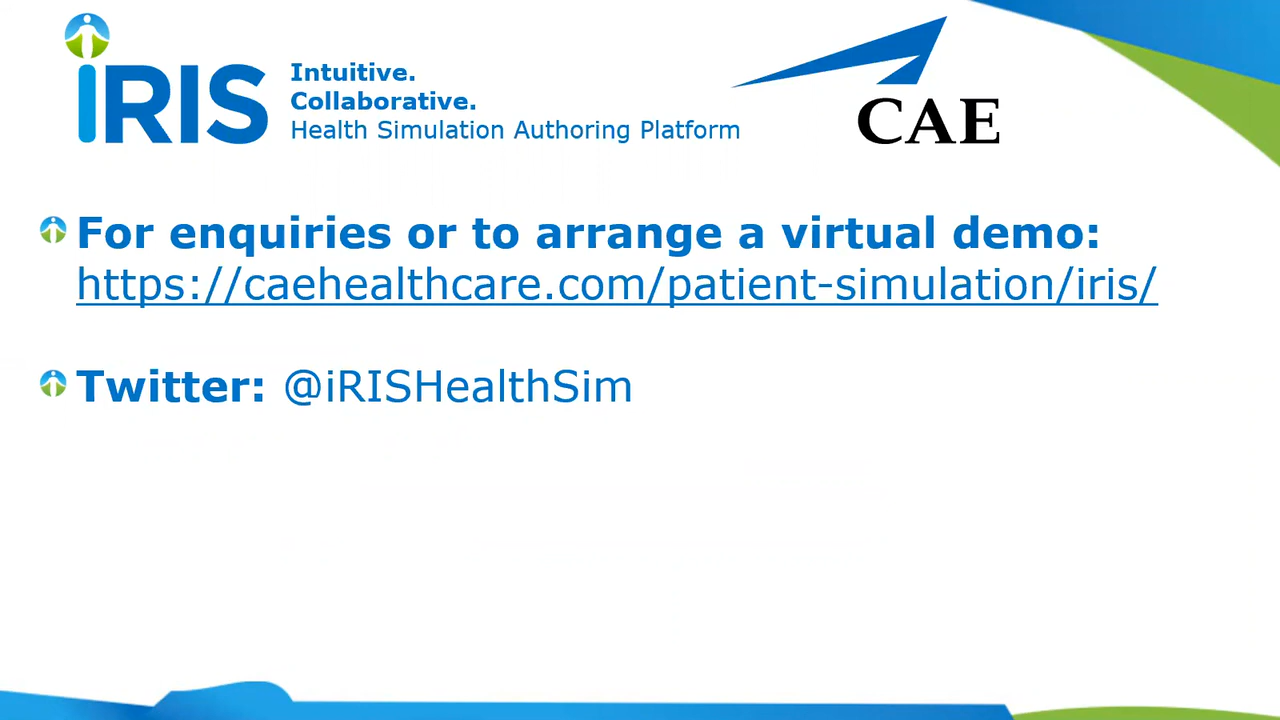 iRIS
Intuitive.
Collaborative.
Health Simulation Authoring Platform
CAE
For enquiries or to arrange a virtual demo:
https://caehealthcare.com/patient-simulation/iris/
Twitter: @iRISHealthSim